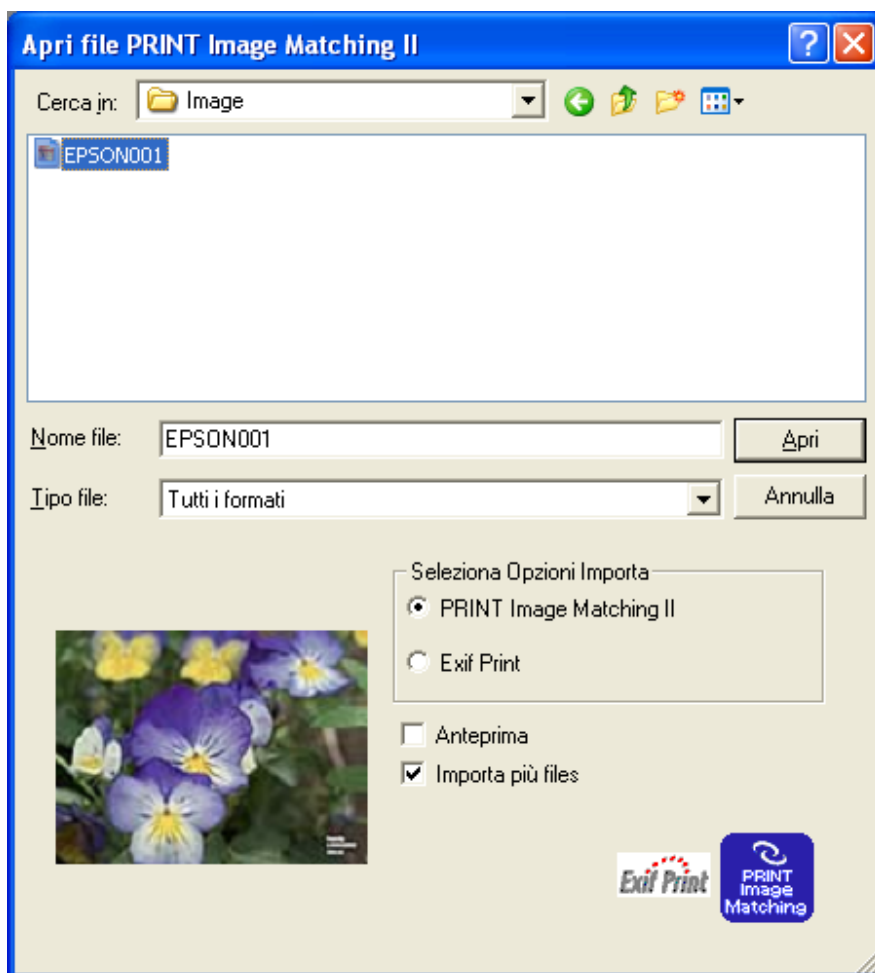 Apri file PRINT Image Matching II
Cerca in: Image
EPSON001
Nome file: EPSON001 Apri
Tipo file: Tutti i formati Annulla
Seleziona Opzioni Importa
PRINT Image Matching II
Exif Print
Anteprima
Importa più files
Exif Print
PRINT
Image
Matching